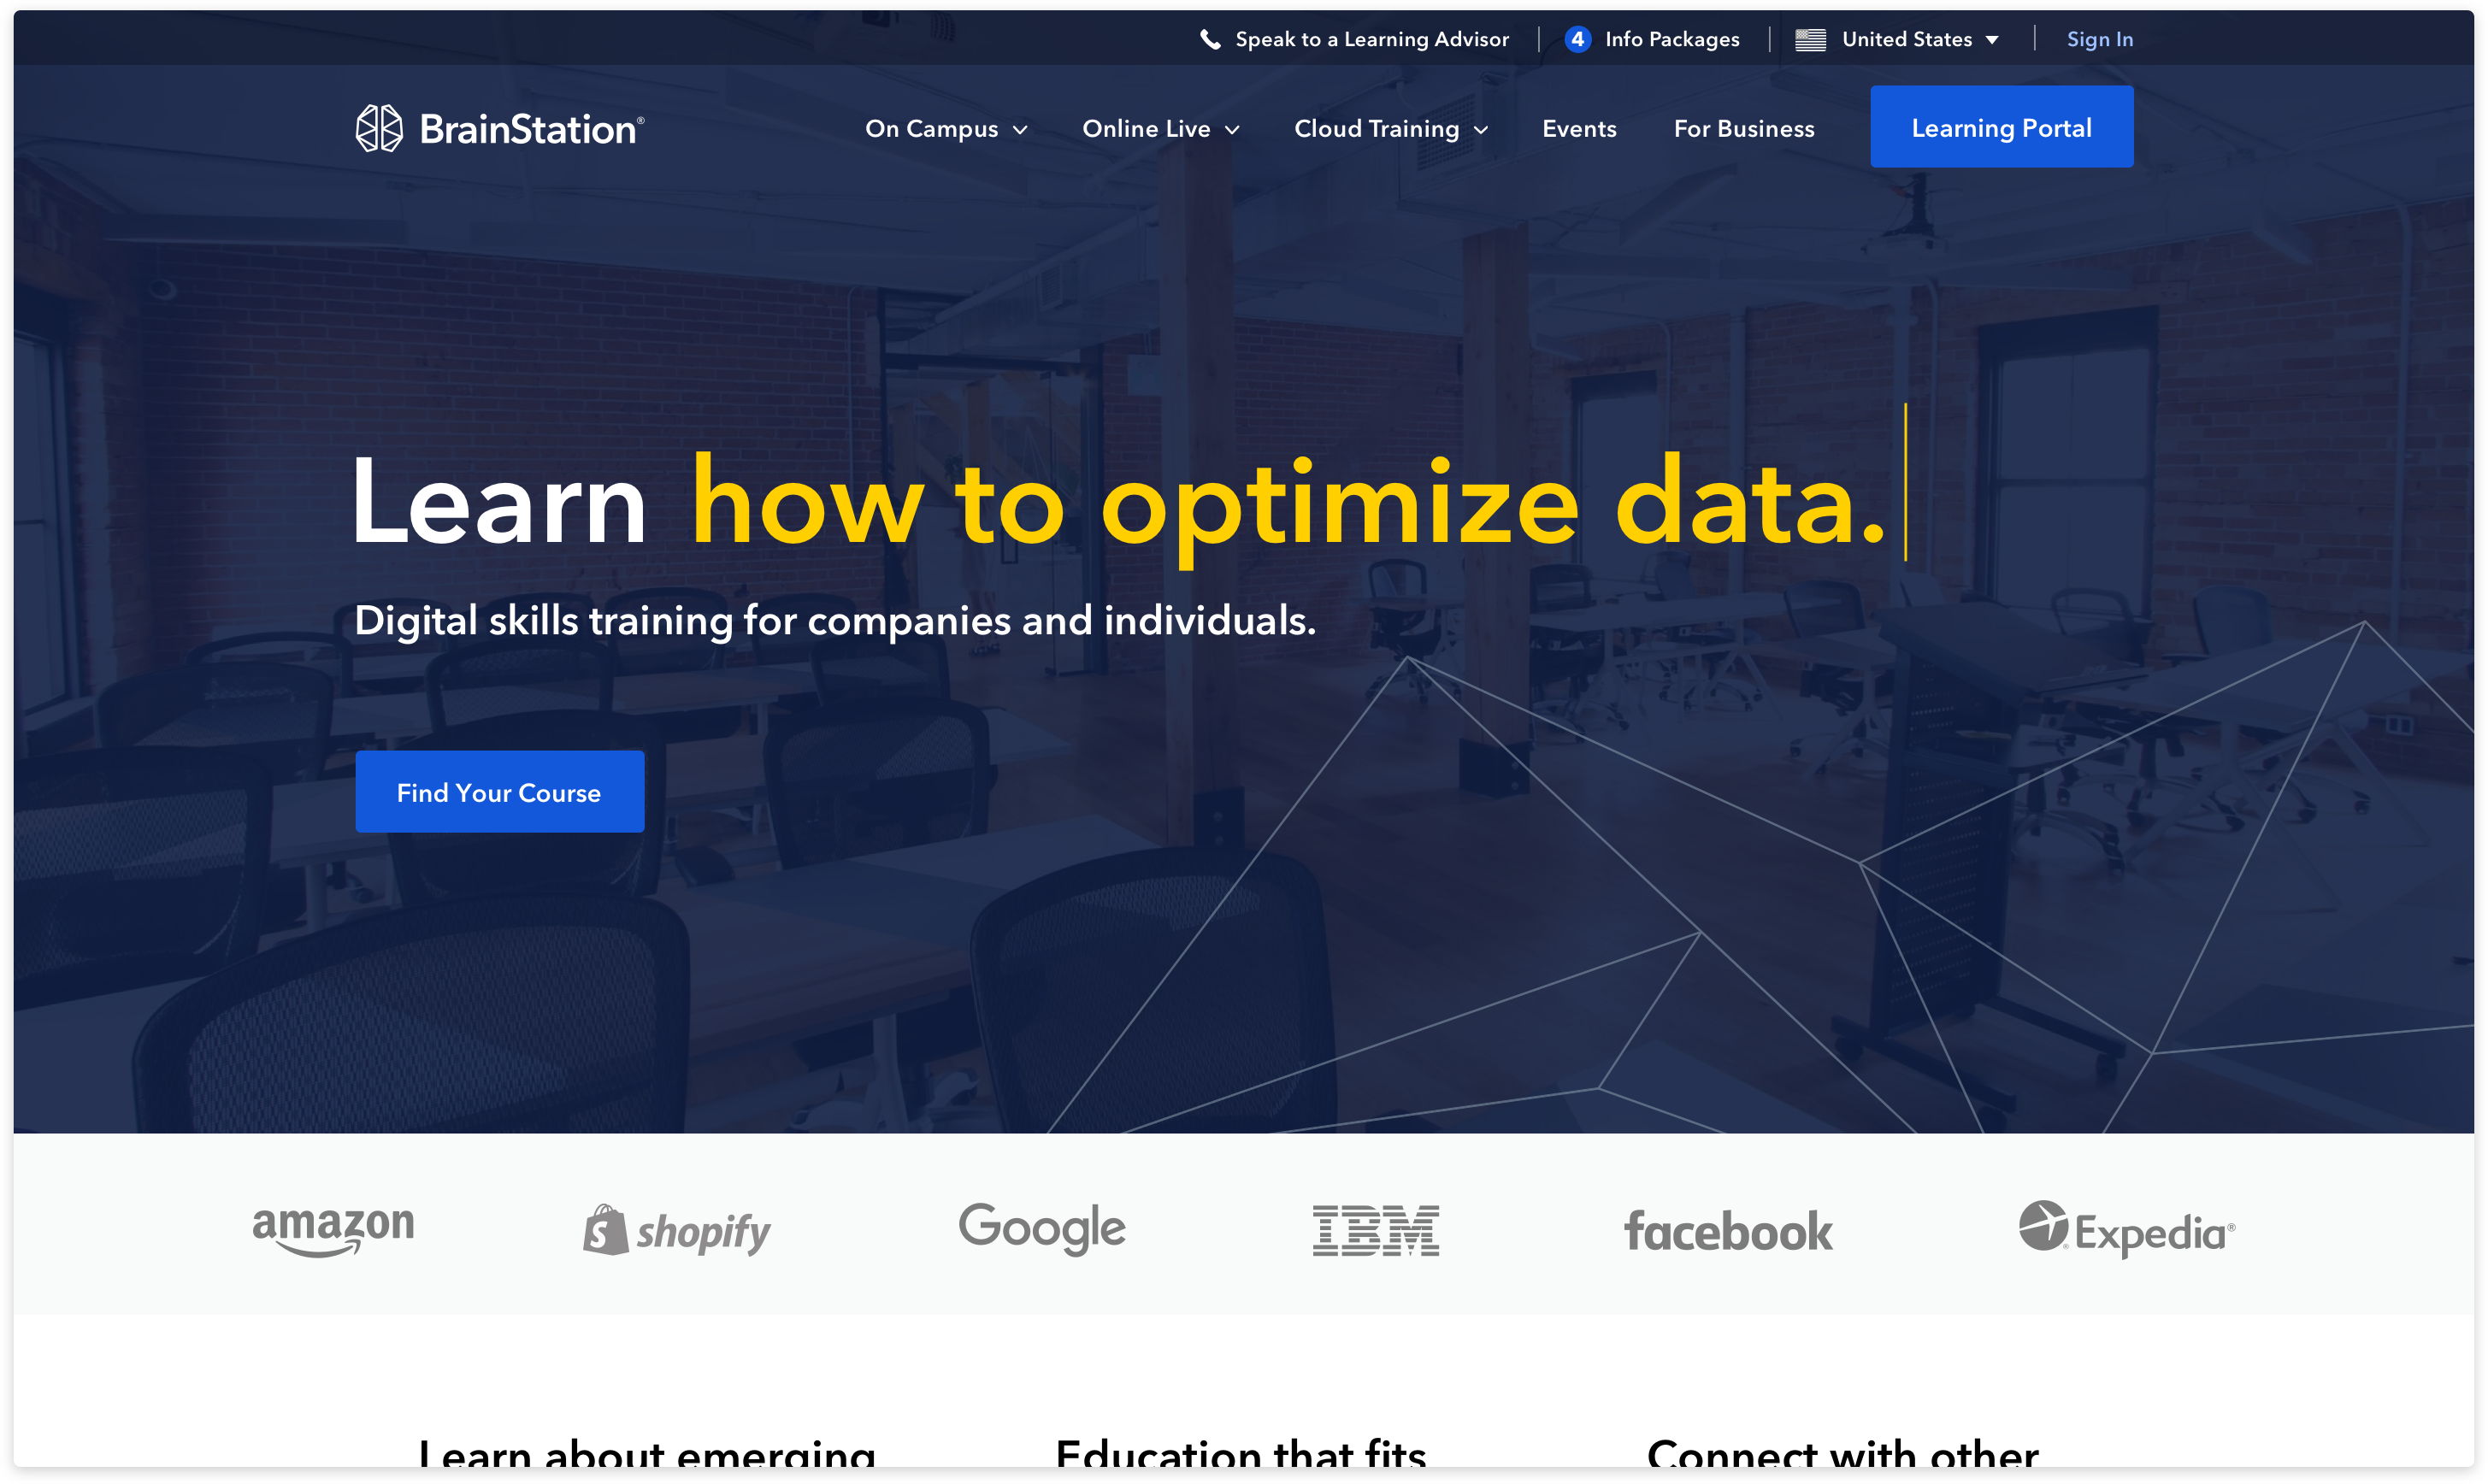 Speak to a Learning Advisor 4 Info Packages United States Sign In
BrainStation® On Campus Online Live Cloud Training Events For Business Learning Portal
Learn how to optimize data.
Digital skills training for companies and individuals.
Find Your Course
amazon shopify Google IBM facebook Expedia®
Learn about emerging Education that fits Connect with other